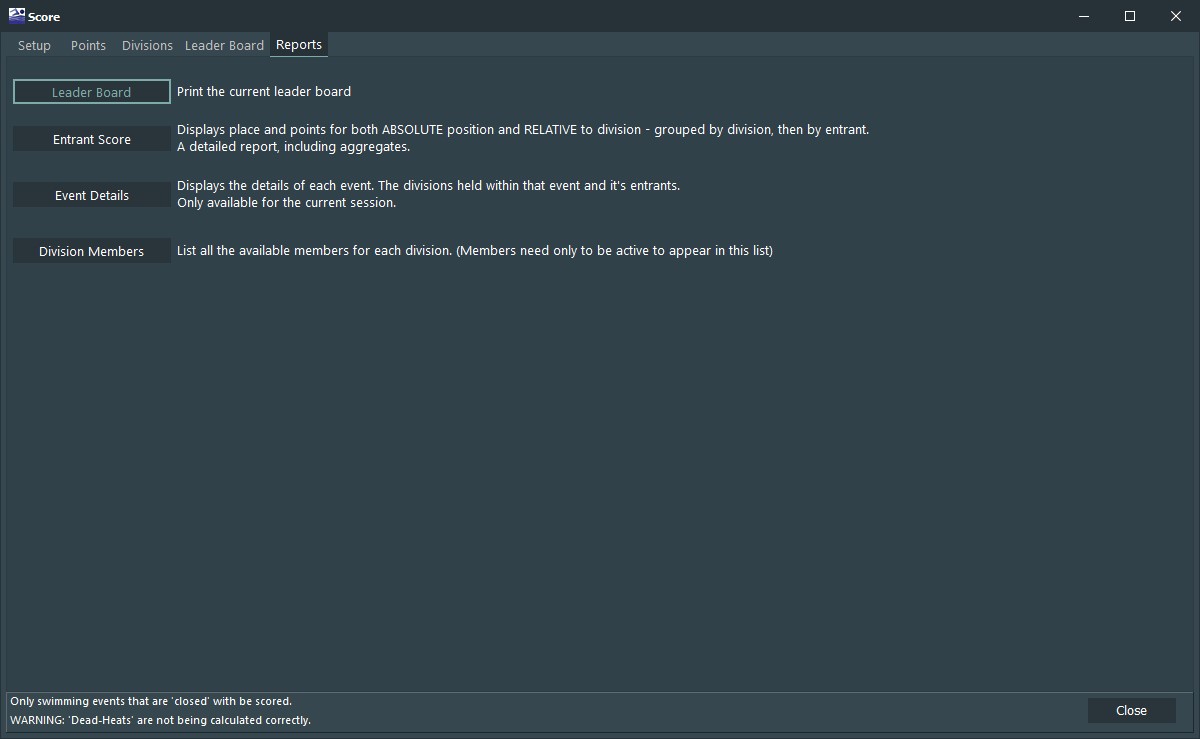 Score
Setup Points Divisions Leader Board Reports
Leader Board Print the current leader board
Entrant Score Displays place and points for both ABSOLUTE position and RELATIVE to division - grouped by division, then by entrant.
A detailed report, including aggregates.
Event Details Displays the details of each event. The divisions held within that event and it's entrants.
Only available for the current session.
Division Members List all the available members for each division. (Members need only to be active to appear in this list)
Only swimming events that are 'closed' with be scored.
WARNING: 'Dead-Heats' are not being calculated correctly.
Close